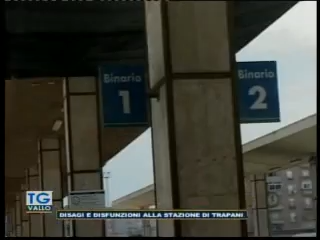 Binario
1
Binario
2
TG
VALLO
DISAGI E DISFUNZIONI ALLA STAZIONE DI TRAPANI